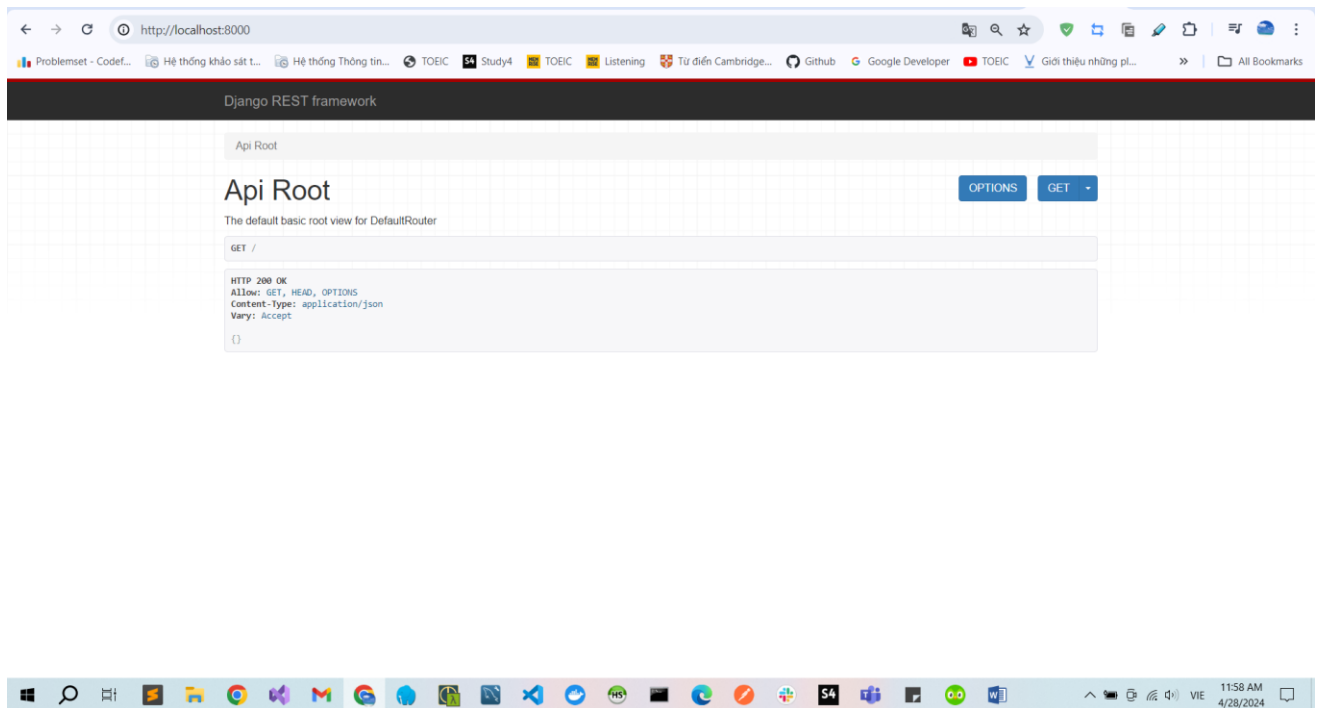 http://localhost:8000
Problemset - Codef... Hệ thống khảo sát t... Hệ thống Thông tin... TOEIC S4 Study4 TOEIC Listening Từ điển Cambridge... Github Google Developer TOEIC Giới thiệu những pl... » All Bookmarks
Django REST framework
Api Root
Api Root
OPTIONS GET
The default basic root view for DefaultRouter
GET /
HTTP 200 OK
Allow: GET, HEAD, OPTIONS
Content-Type: application/json
Vary: Accept
{}
HS S4 VIE 11:58 AM
4/28/2024